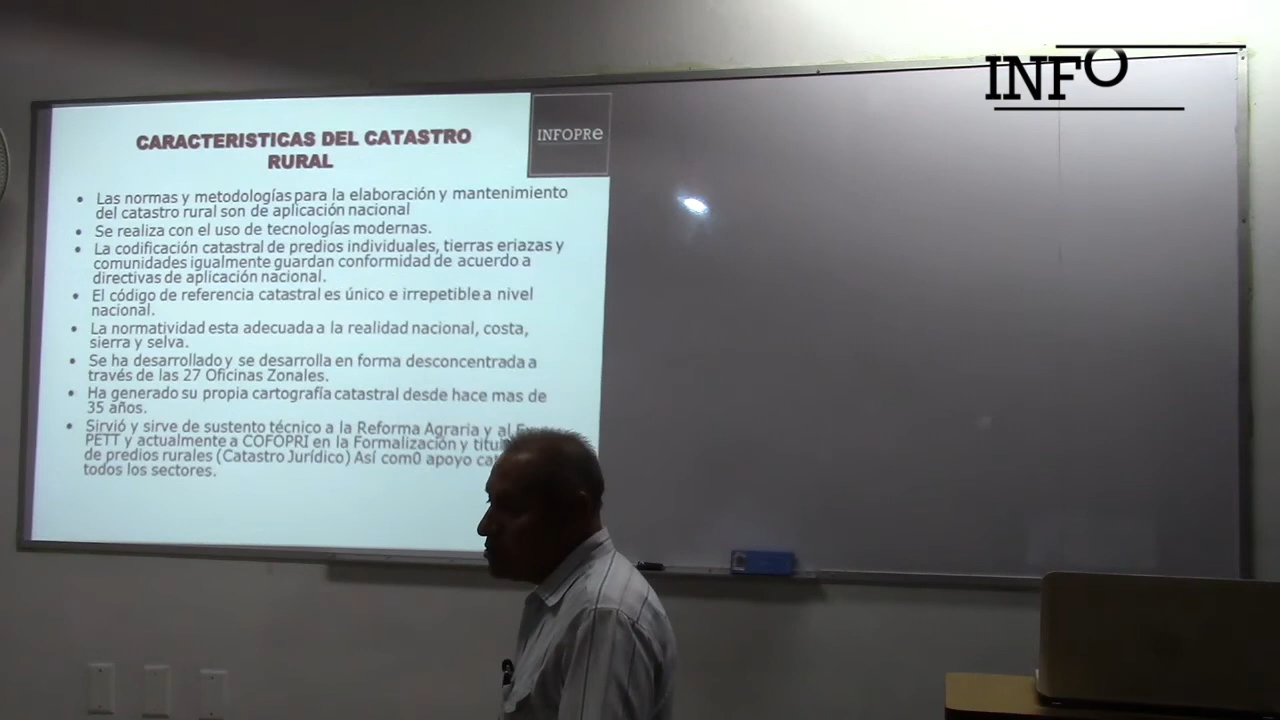 INFO
INFOPRe
CARACTERISTICAS DEL CATASTRO
RURAL
• Las normas y metodologías para la elaboración y mantenimiento
del catastro rural son de aplicación nacional
• Se realiza con el uso de tecnologías modernas.
• La codificación catastral de predios individuales, tierras eriazas y
comunidades igualmente guardan conformidad de acuerdo a
directivas de aplicación nacional.
• El código de referencia catastral es único e irrepetible a nivel
nacional.
• La normatividad esta adecuada a la realidad nacional, costa,
sierra y selva.
• Se ha desarrollado y se desarrolla en forma desconcentrada a
través de las 27 Oficinas Zonales.
• Ha generado su propia cartografía catastral desde hace mas de
35 años.
• Sirvió y sirve de sustento técnico a la Reforma Agraria y al
PETT y actualmente a COFOPRI en la Formalización y
de predios rurales (Catastro Jurídico) Así com0 apoyo
todos los sectores.